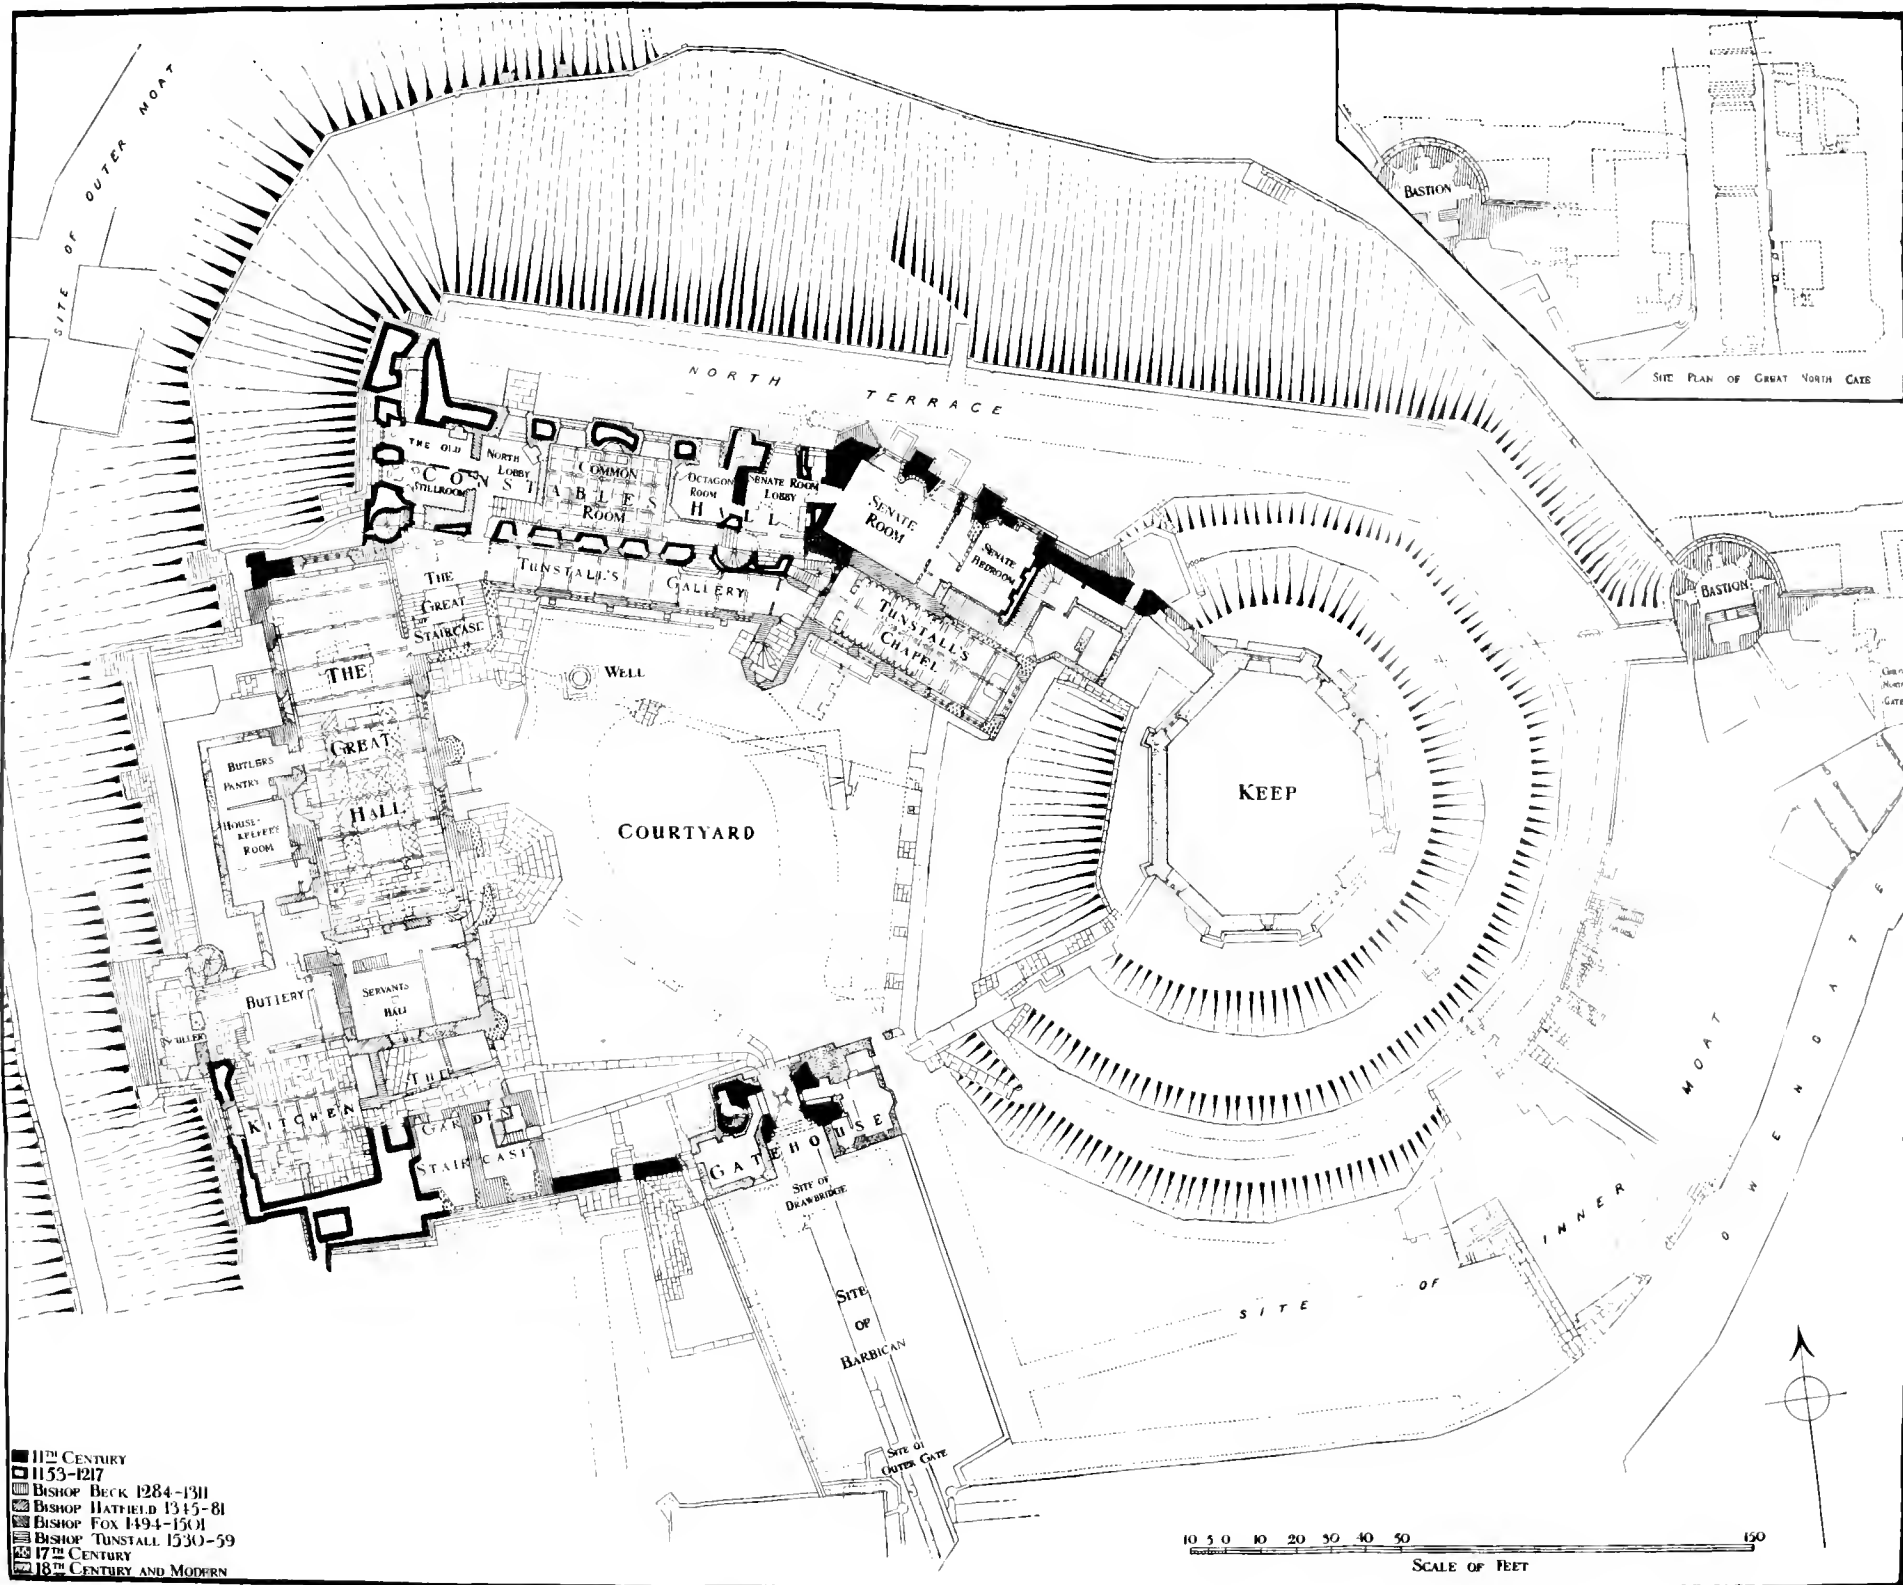 SITE OF OUTER MOAT
BASTION
SITE PLAN OF GREAT NORTH GATE
NORTH TERRACE
THE OLD
STILLROOM
NORTH
LOBBY
COMMON
ROOM
OCTAGON
ROOM
SENATE ROOM
LOBBY
CONSTABLES HALL
SENATE
ROOM
SENATE
BEDROOM
TUNSTALL'S GALLERY
TUNSTALL'S
CHAPEL
BASTION
GREAT
NORTH
GATE
THE
GREAT
STAIRCASE
WELL
THE
GREAT
HALL
BUTLERS
PANTRY
HOUSE-
KEEPERS
ROOM
COURTYARD
KEEP
BUTTERY
SERVANTS
HALL
SCULLERY
KITCHEN
THE
GARDEN
STAIRCASE
GATEHOUSE
SITE OF
DRAWBRIDGE
SITE
OF
BARBICAN
SITE OF
OUTER GATE
SITE OF INNER MOAT
OWENGATE
11TH CENTURY
1153-1217
BISHOP BECK 1284-1311
BISHOP HATFIELD 1345-81
BISHOP FOX 1494-1501
BISHOP TUNSTALL 1530-59
17TH CENTURY
18TH CENTURY AND MODERN
10 5 0 10 20 30 40 50 150
SCALE OF FEET